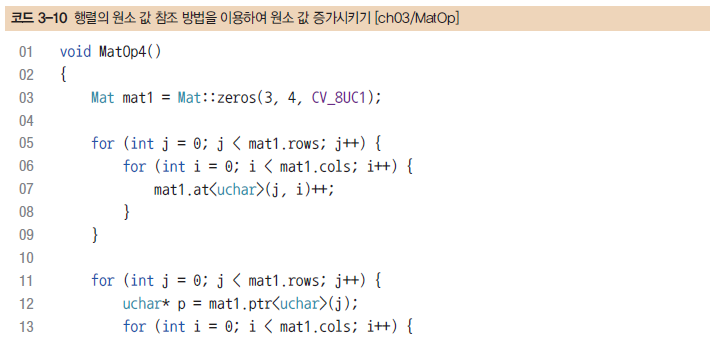 코드 3-10 행렬의 원소 값 참조 방법을 이용하여 원소 값 증가시키기 [ch03/MatOp]
01 void MatOp4()
02 {
03 Mat mat1 = Mat::zeros(3, 4, CV_8UC1);
04
05 for (int j = 0; j < mat1.rows; j++) {
06 for (int i = 0; i < mat1.cols; i++) {
07 mat1.at<uchar>(j, i)++;
08 }
09 }
10
11 for (int j = 0; j < mat1.rows; j++) {
12 uchar* p = mat1.ptr<uchar>(j);
13 for (int i = 0; i < mat1.cols; i++) {